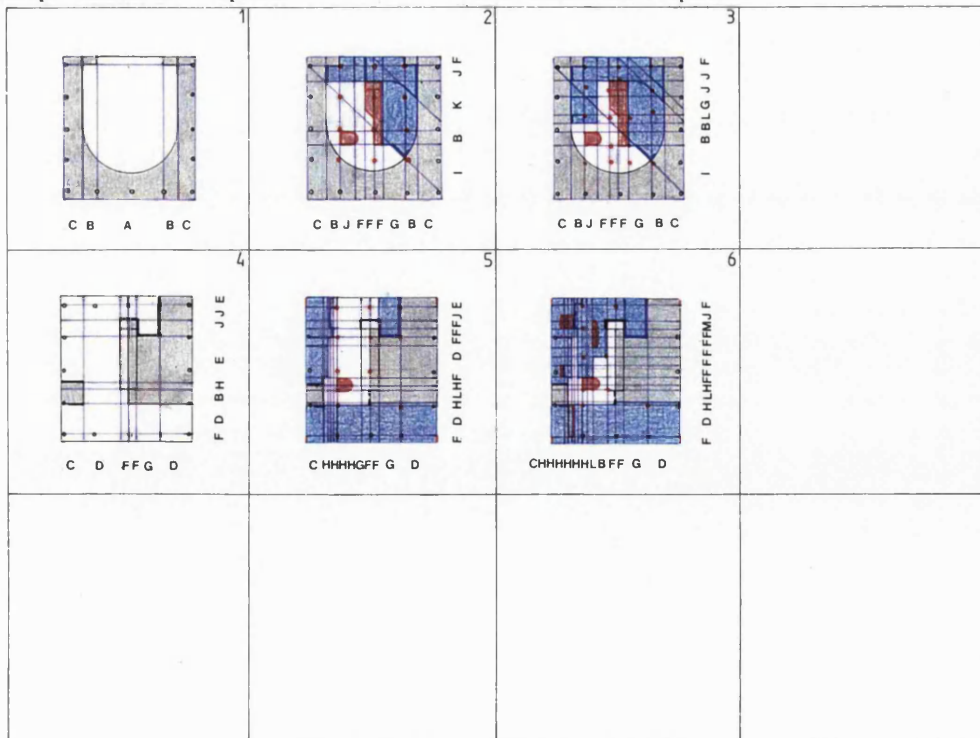 1
2
3
C B A B C
J F
K
B
I
C B J F F F G B C
J F
J
G
B B L
I
C B J F F F G B C
4
5
6
J J E
E
B H
F D
C D F F G D
F F F J E
D
H L H F
F D
C H H H H G F F G D
H L H F F F F F F M J F
F D
C H H H H H H L B F F G D